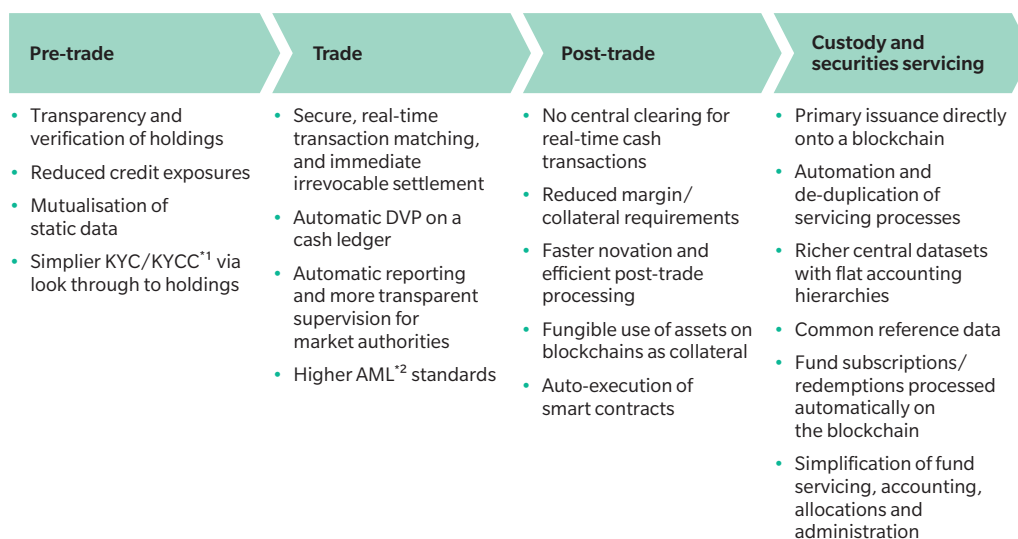 Pre-trade
Trade
Post-trade
Custody and
securities servicing
• Transparency and
verification of holdings
• Reduced credit exposures
• Mutualisation of
static data
• Simplier KYC/KYCC*1 via
look through to holdings
• Secure, real-time
transaction matching,
and immediate
irrevocable settlement
• Automatic DVP on a
cash ledger
• Automatic reporting
and more transparent
supervision for
market authorities
• Higher AML*2 standards
• No central clearing for
real-time cash
transactions
• Reduced margin/
collateral requirements
• Faster novation and
efficient post-trade
processing
• Fungible use of assets on
blockchains as collateral
• Auto-execution of
smart contracts
• Primary issuance directly
onto a blockchain
• Automation and
de-duplication of
servicing processes
• Richer central datasets
with flat accounting
hierarchies
• Common reference data
• Fund subscriptions/
redemptions processed
automatically on
the blockchain
• Simplification of fund
servicing, accounting,
allocations and
administration